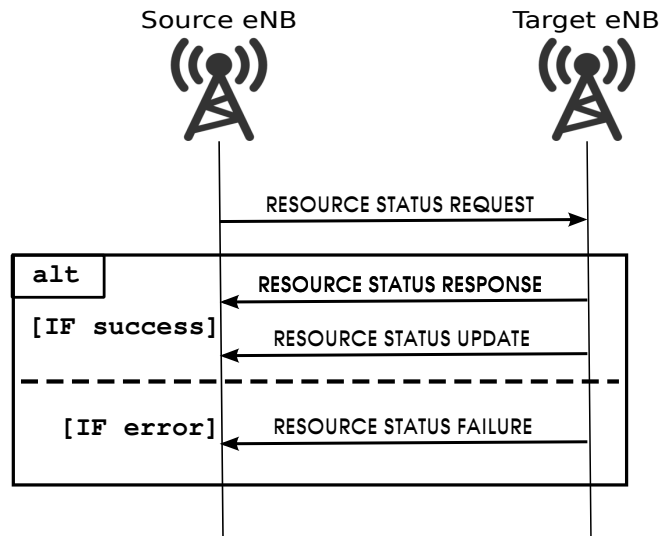 Source eNB
Target eNB
RESOURCE STATUS REQUEST
alt
RESOURCE STATUS RESPONSE
[IF success]
RESOURCE STATUS UPDATE
[IF error]
RESOURCE STATUS FAILURE